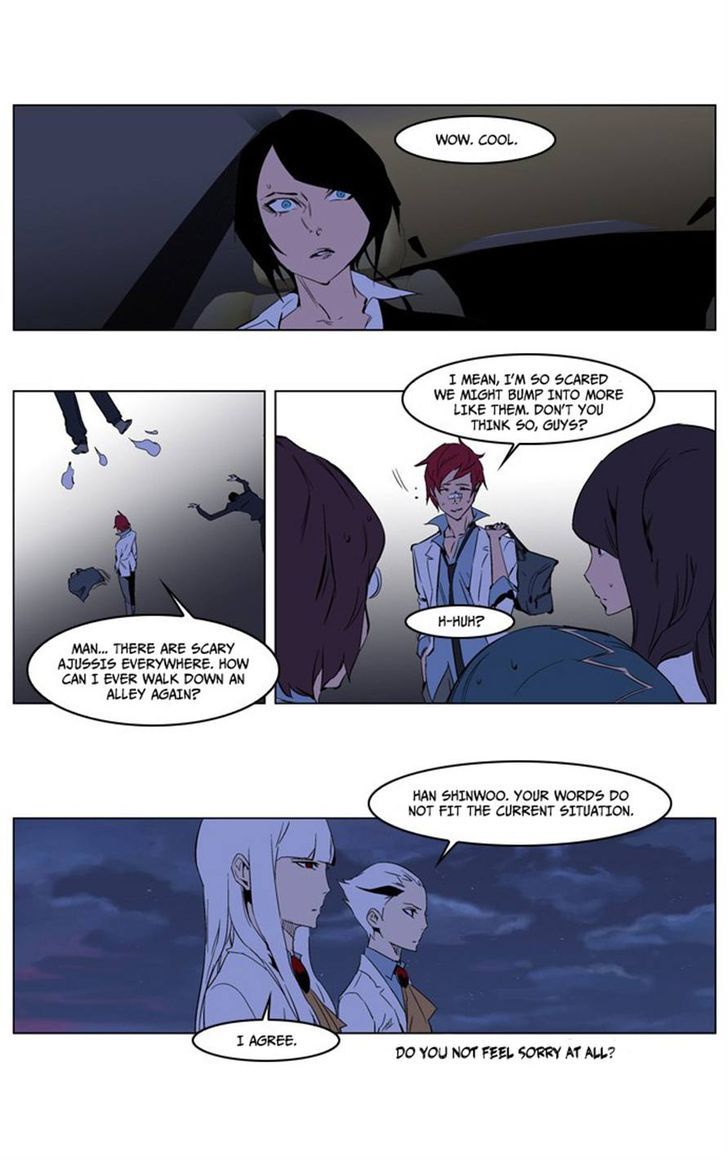 WOW. COOL.
I MEAN, I'M SO SCARED
WE MIGHT BUMP INTO MORE
LIKE THEM. DON'T YOU
THINK SO, GUYS?
MAN... THERE ARE SCARY
AJUSSIS EVERYWHERE. HOW
CAN I EVER WALK DOWN AN
ALLEY AGAIN?
H-HUH?
HAN SHINWOO. YOUR WORDS DO
NOT FIT THE CURRENT SITUATION.
I AGREE.
DO YOU NOT FEEL SORRY AT ALL?